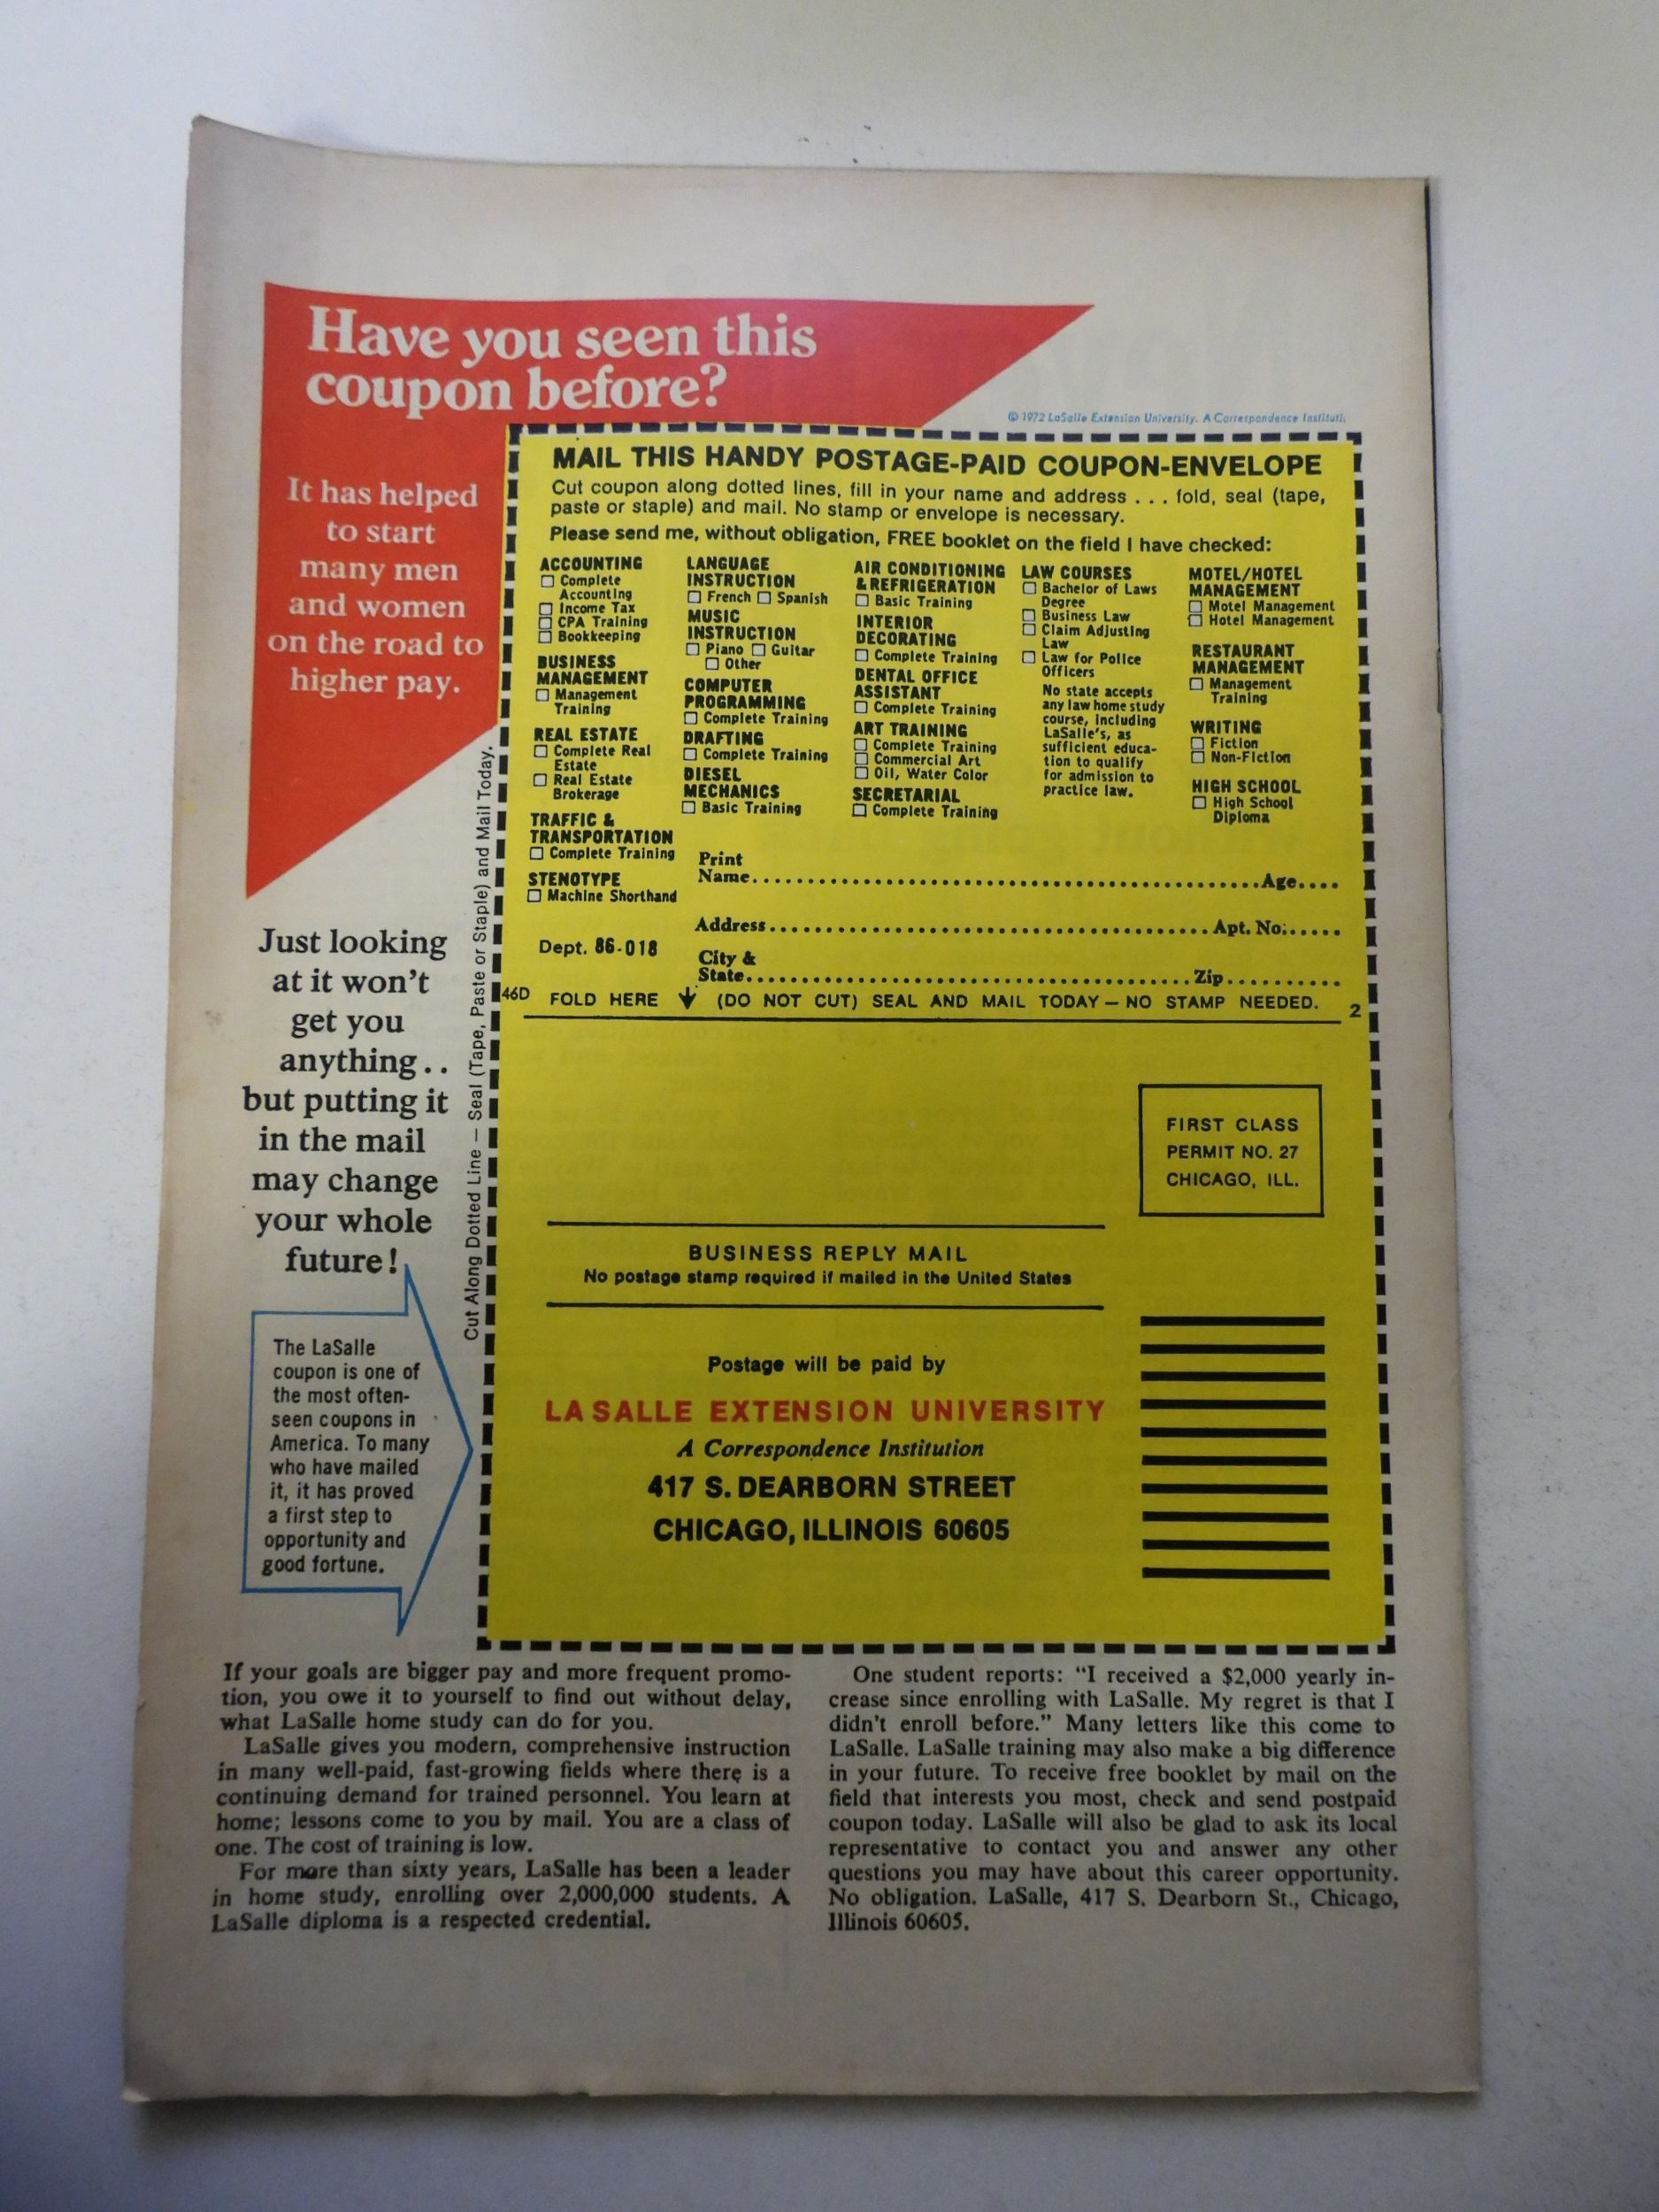 Have you seen this
coupon before?
© 1972 LaSalle Extension University. A Correspondence
It has helped
to start
many men
and women
on the road to
higher pay.
Just looking
at it won't
get you
anything . .
but putting it
in the mail
may change
your whole
future!
The LaSalle
coupon is one of
the most often-
seen coupons in
America. To many
who have mailed
it, it has proved
a first step to
opportunity and
good fortune.
Cut Along Dotted Line — Seal (Tape, Paste or Staple) and Mail Today.
MAIL THIS HANDY POSTAGE-PAID COUPON-ENVELOPE
Cut coupon along dotted lines, fill in your name and address . . . fold, seal (tape,
paste or staple) and mail. No stamp or envelope is necessary.
Please send me, without obligation, FREE booklet on the field I have checked:
ACCOUNTING
Complete
Accounting
Income Tax
CPA Training
Bookkeeping
BUSINESS
MANAGEMENT
Management
Training
REAL ESTATE
Complete Real
Estate
Real Estate
Brokerage
TRAFFIC &
TRANSPORTATION
Complete Training
STENOTYPE
Machine Shorthand
LANGUAGE
INSTRUCTION
French Spanish
MUSIC
INSTRUCTION
Piano Guitar
Other
COMPUTER
PROGRAMMING
Complete Training
DRAFTING
Complete Training
DIESEL
MECHANICS
Basic Training
AIR CONDITIONING
& REFRIGERATION
Basic Training
INTERIOR
DECORATING
Complete Training
DENTAL OFFICE
ASSISTANT
Complete Training
ART TRAINING
Complete Training
Commercial Art
Oil, Water Color
SECRETARIAL
Complete Training
LAW COURSES
Bachelor of Laws
Degree
Business Law
Claim Adjusting
Law
Law for Police
Officers
No state accepts
any law home study
course, including
LaSalle's, as
sufficient educa-
tion to qualify
for admission to
practice law.
MOTEL/HOTEL
MANAGEMENT
Motel Management
Hotel Management
RESTAURANT
MANAGEMENT
Management
Training
WRITING
Fiction
Non-Fiction
HIGH SCHOOL
High School
Diploma
Print
Name Age
Address Apt. No.
Dept. 86-018
City &
State Zip
46D FOLD HERE (DO NOT CUT) SEAL AND MAIL TODAY — NO STAMP NEEDED. 2
FIRST CLASS
PERMIT NO. 27
CHICAGO, ILL.
BUSINESS REPLY MAIL
No postage stamp required if mailed in the United States
Postage will be paid by
LA SALLE EXTENSION UNIVERSITY
A Correspondence Institution
417 S. DEARBORN STREET
CHICAGO, ILLINOIS 60605
If your goals are bigger pay and more frequent promo-
tion, you owe it to yourself to find out without delay,
what LaSalle home study can do for you.
LaSalle gives you modern, comprehensive instruction
in many well-paid, fast-growing fields where there is a
continuing demand for trained personnel. You learn at
home; lessons come to you by mail. You are a class of
one. The cost of training is low.
For more than sixty years, LaSalle has been a leader
in home study, enrolling over 2,000,000 students. A
LaSalle diploma is a respected credential.
One student reports: "I received a $2,000 yearly in-
crease since enrolling with LaSalle. My regret is that I
didn't enroll before." Many letters like this come to
LaSalle. LaSalle training may also make a big difference
in your future. To receive free booklet by mail on the
field that interests you most, check and send postpaid
coupon today. LaSalle will also be glad to ask its local
representative to contact you and answer any other
questions you may have about this career opportunity.
No obligation. LaSalle, 417 S. Dearborn St., Chicago,
Illinois 60605.